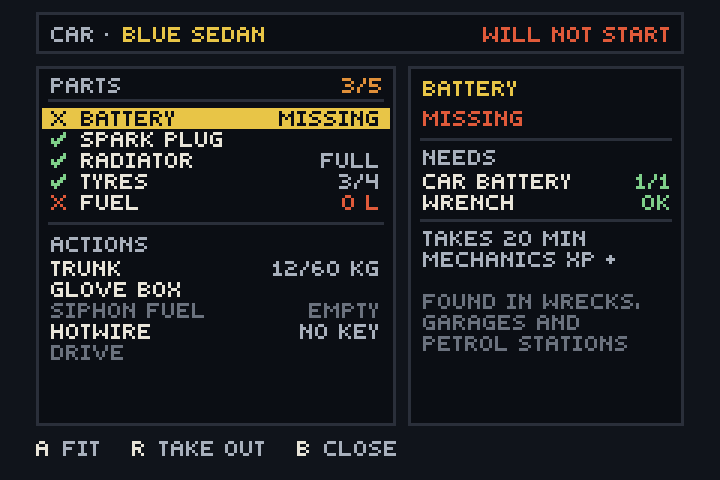 CAR · BLUE SEDAN WILL NOT START
PARTS 3/5
X BATTERY MISSING
✓ SPARK PLUG
✓ RADIATOR FULL
✓ TYRES 3/4
X FUEL 0 L
ACTIONS
TRUNK 12/60 KG
GLOVE BOX
SIPHON FUEL EMPTY
HOTWIRE NO KEY
DRIVE
BATTERY
MISSING
NEEDS
CAR BATTERY 1/1
WRENCH OK
TAKES 20 MIN
MECHANICS XP +
FOUND IN WRECKS,
GARAGES AND
PETROL STATIONS
A FIT R TAKE OUT B CLOSE